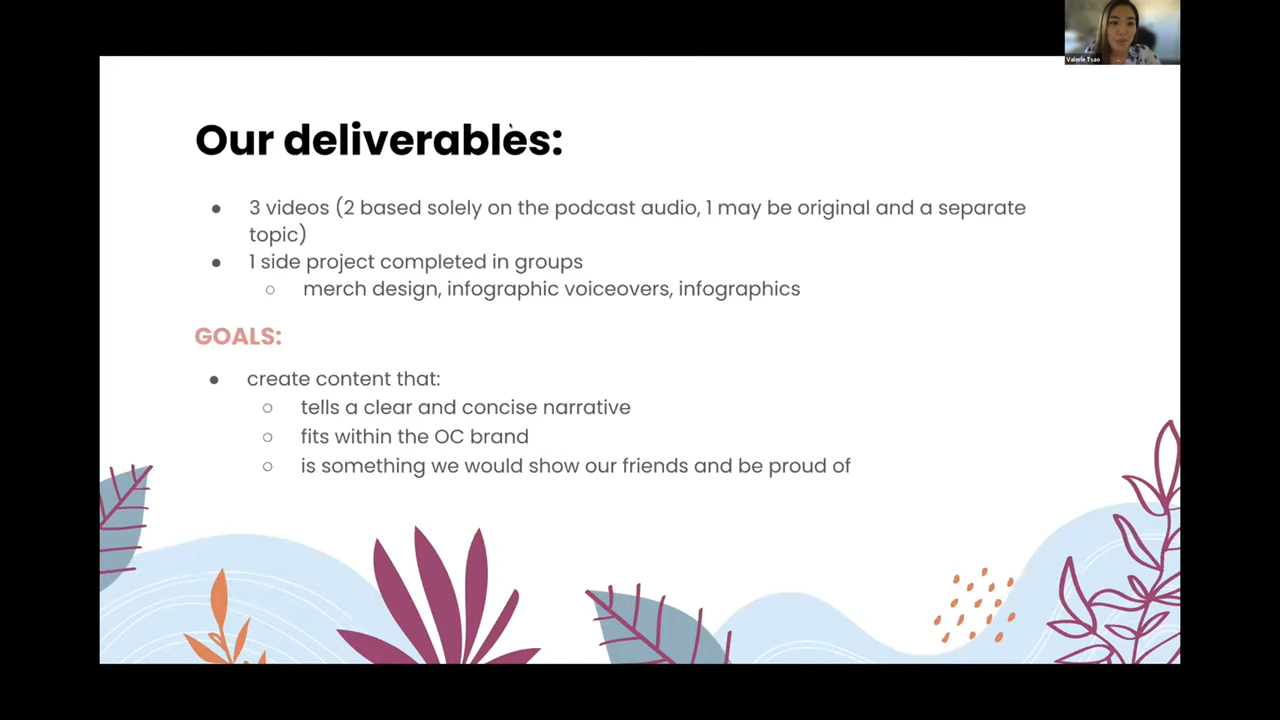 Valerie Tsao
Our deliverables:
● 3 videos (2 based solely on the podcast audio, 1 may be original and a separate
topic)
● 1 side project completed in groups
○ merch design, infographic voiceovers, infographics
GOALS:
● create content that:
○ tells a clear and concise narrative
○ fits within the OC brand
○ is something we would show our friends and be proud of